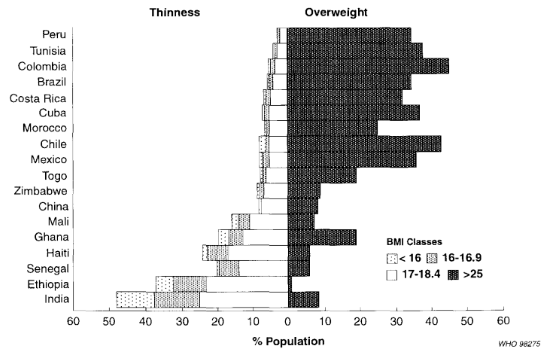 Thinness Overweight
Peru
Tunisia
Colombia
Brazil
Costa Rica
Cuba
Morocco
Chile
Mexico
Togo
Zimbabwe
China
Mali
Ghana
Haiti
Senegal
Ethiopia
India
BMI Classes
< 16 16-16.9
17-18.4 >25
60 50 40 30 20 10 0 10 20 30 40 50 60
% Population
WHO 98275